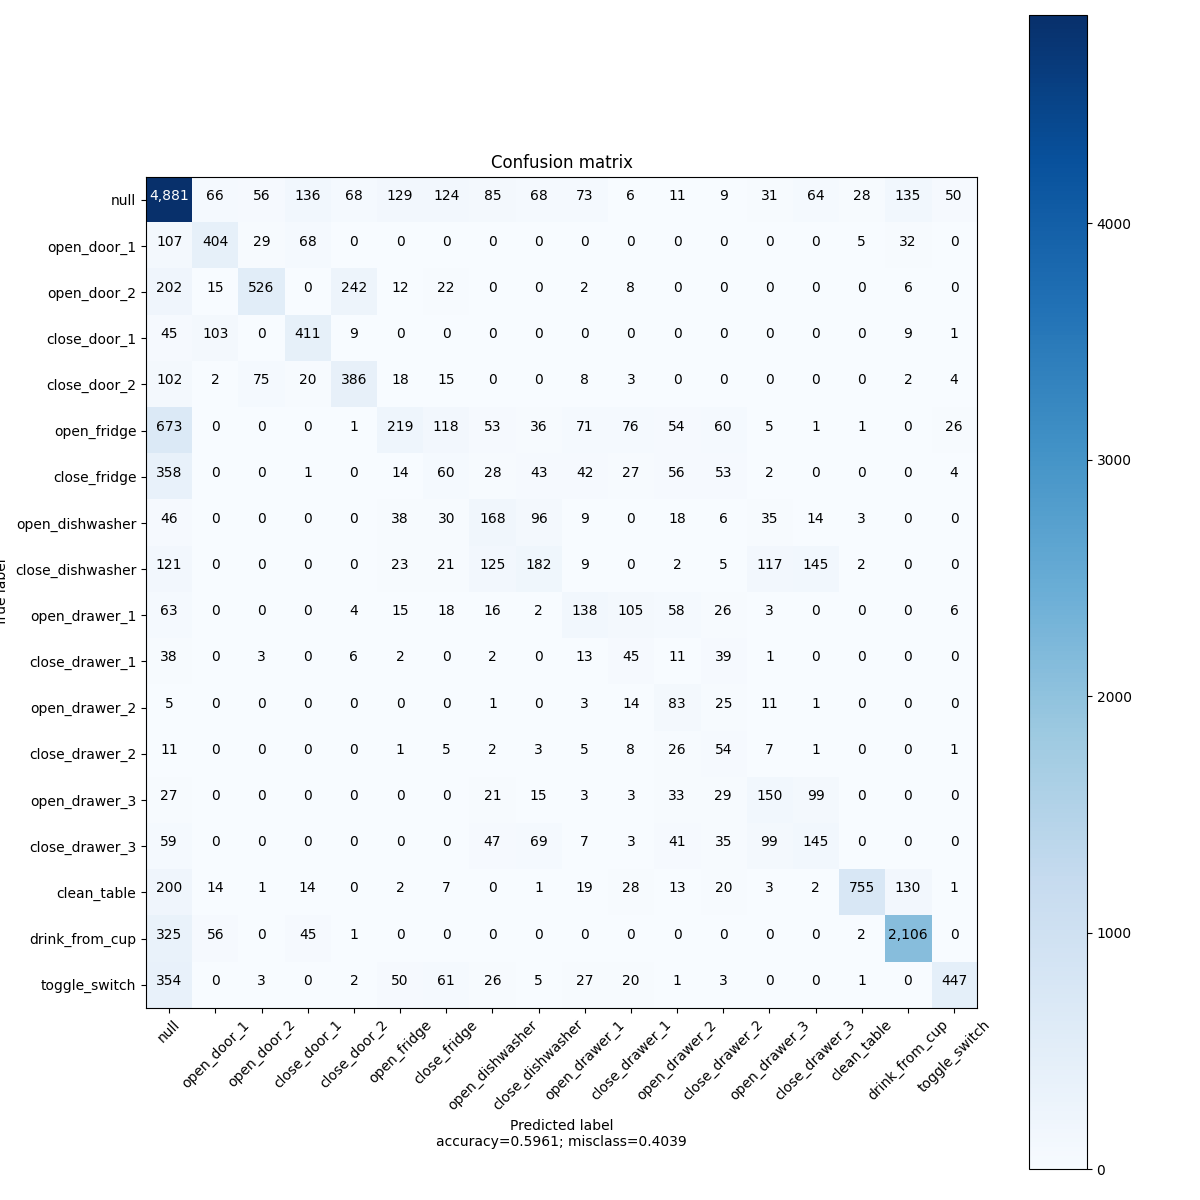 Confusion matrix
null 4,881 66 56 136 68 129 124 85 68 73 6 11 9 31 64 28 135 50
open_door_1 107 404 29 68 0 0 0 0 0 0 0 0 0 0 0 5 32 0
open_door_2 202 15 526 0 242 12 22 0 0 2 8 0 0 0 0 0 6 0
close_door_1 45 103 0 411 9 0 0 0 0 0 0 0 0 0 0 0 9 1
close_door_2 102 2 75 20 386 18 15 0 0 8 3 0 0 0 0 0 2 4
open_fridge 673 0 0 0 1 219 118 53 36 71 76 54 60 5 1 1 0 26
close_fridge 358 0 0 1 0 14 60 28 43 42 27 56 53 2 0 0 0 4
open_dishwasher 46 0 0 0 0 38 30 168 96 9 0 18 6 35 14 3 0 0
close_dishwasher 121 0 0 0 0 23 21 125 182 9 0 2 5 117 145 2 0 0
open_drawer_1 63 0 0 0 4 15 18 16 2 138 105 58 26 3 0 0 0 6
close_drawer_1 38 0 3 0 6 2 0 2 0 13 45 11 39 1 0 0 0 0
open_drawer_2 5 0 0 0 0 0 0 1 0 3 14 83 25 11 1 0 0 0
close_drawer_2 11 0 0 0 0 1 5 2 3 5 8 26 54 7 1 0 0 1
open_drawer_3 27 0 0 0 0 0 0 21 15 3 3 33 29 150 99 0 0 0
close_drawer_3 59 0 0 0 0 0 0 47 69 7 3 41 35 99 145 0 0 0
clean_table 200 14 1 14 0 2 7 0 1 19 28 13 20 3 2 755 130 1
drink_from_cup 325 56 0 45 1 0 0 0 0 0 0 0 0 0 0 2 2,106 0
toggle_switch 354 0 3 0 2 50 61 26 5 27 20 1 3 0 0 1 0 447
null open_door_1 open_door_2 close_door_1 close_door_2 open_fridge close_fridge open_dishwasher close_dishwasher open_drawer_1 close_drawer_1 open_drawer_2 close_drawer_2 open_drawer_3 close_drawer_3 clean_table drink_from_cup toggle_switch
Predicted label
accuracy=0.5961; misclass=0.4039
4000
3000
2000
1000
0